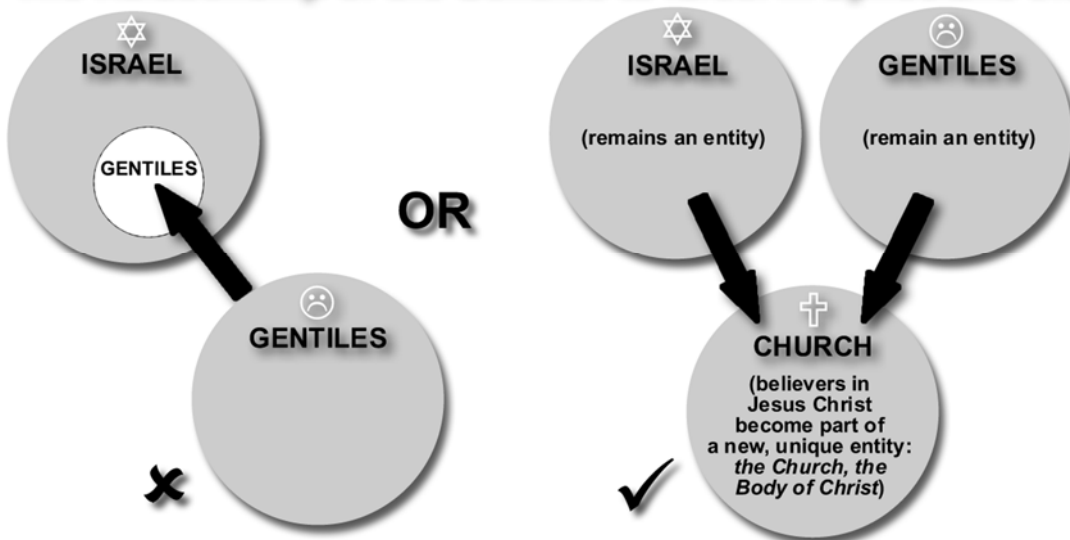 ISRAEL
GENTILES
GENTILES
OR
ISRAEL
(remains an entity)
GENTILES
(remain an entity)
CHURCH
(believers in
Jesus Christ
become part of
a new, unique entity:
the Church, the
Body of Christ)